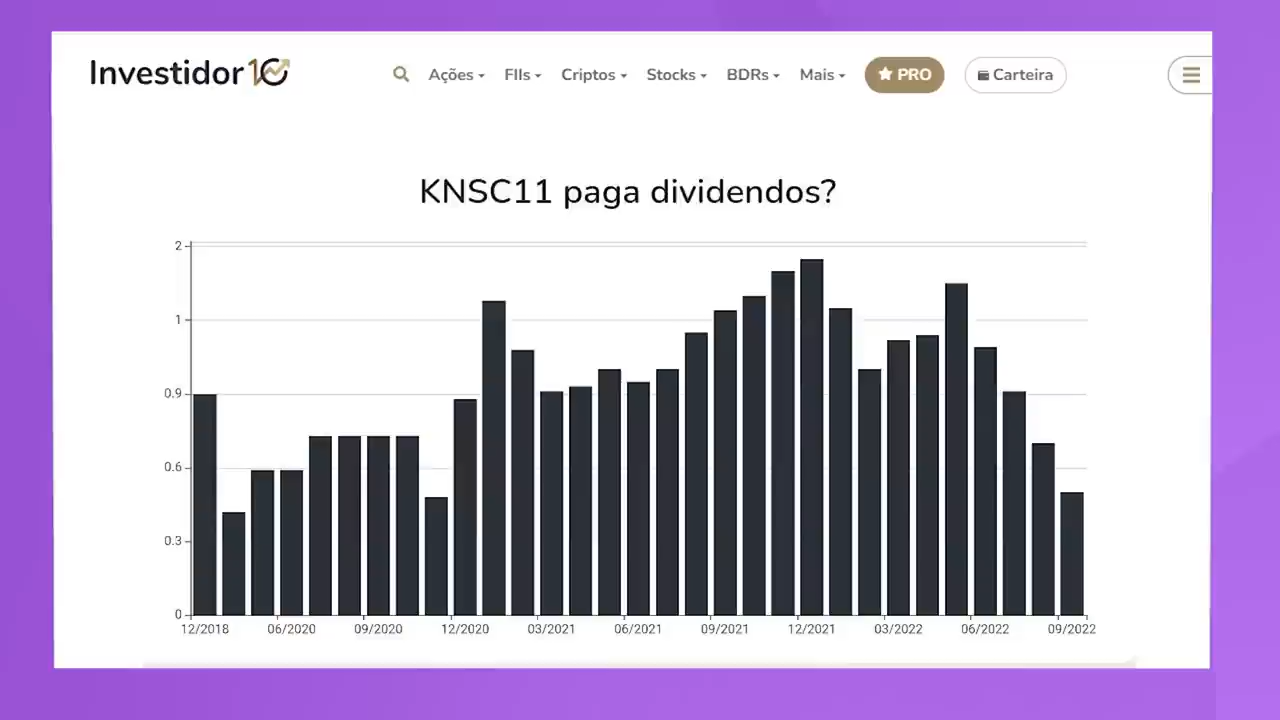 Investidor 10
Ações FIIs Criptos Stocks BDRs Mais PRO Carteira
KNSC11 paga dividendos?
2
1
0.9
0.6
0.3
0
12/2018 06/2020 09/2020 12/2020 03/2021 06/2021 09/2021 12/2021 03/2022 06/2022 09/2022